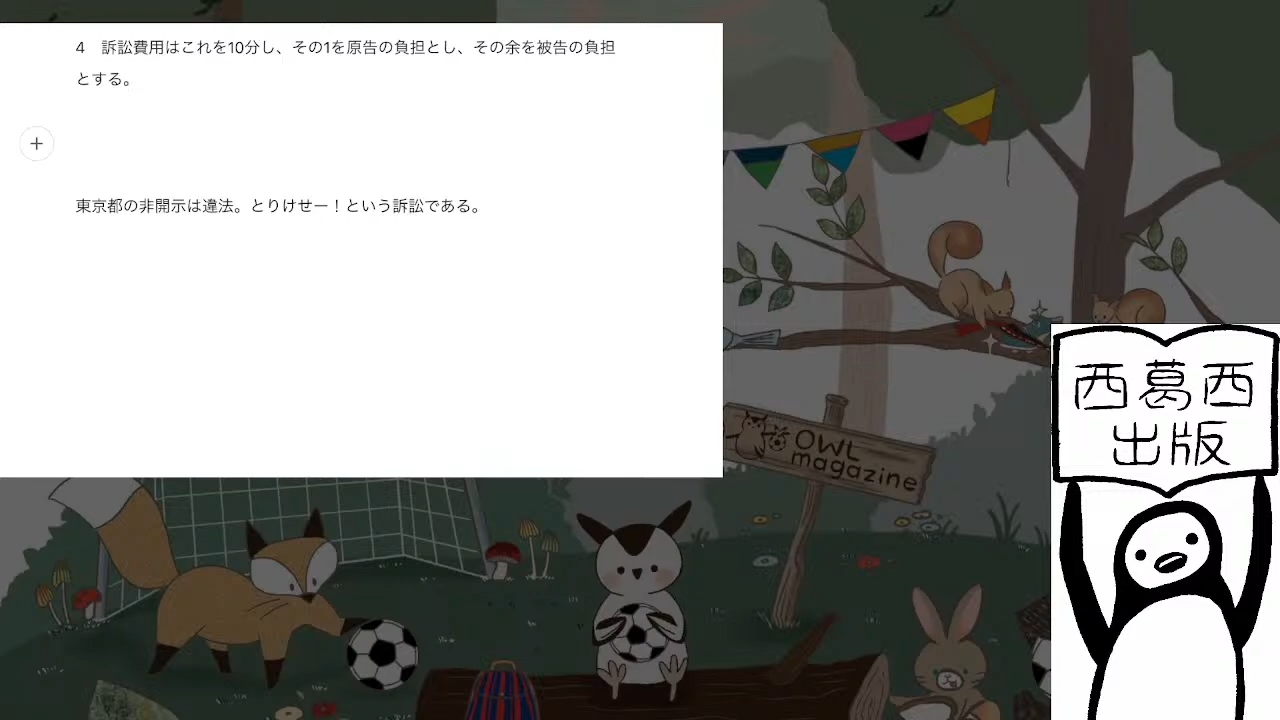 4　訴訟費用はこれを10分し、その1を原告の負担とし、その余を被告の負担
とする。
東京都の非開示は違法。とりけせー！という訴訟である。
OWL
magazine
西葛西
出版